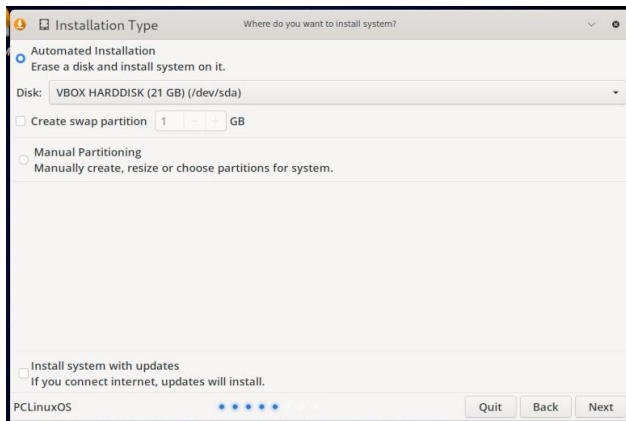 Installation Type
Where do you want to install system?
Automated Installation
Erase a disk and install system on it.
Disk: VBOX HARDDISK (21 GB) (/dev/sda)
Create swap partition 1 - + GB
Manual Partitioning
Manually create, resize or choose partitions for system.
Install system with updates
If you connect internet, updates will install.
PCLinuxOS Quit Back Next